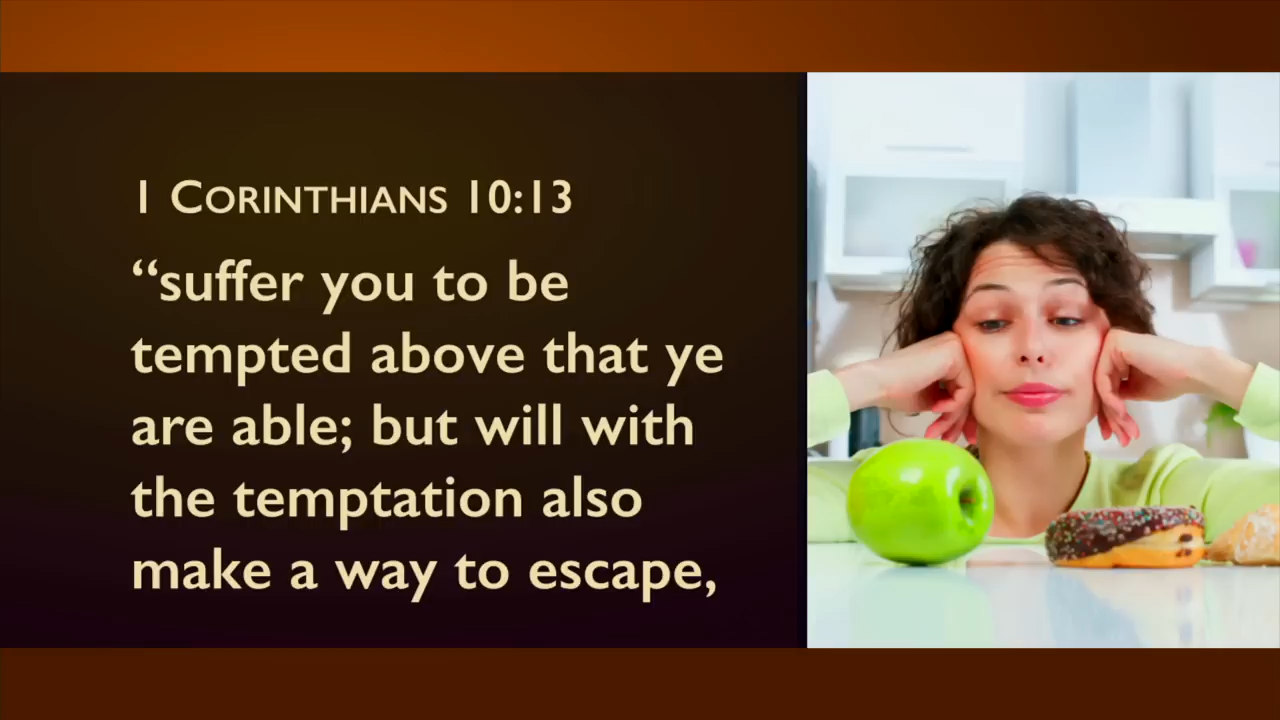 1 CORINTHIANS 10:13
“suffer you to be
tempted above that ye
are able; but will with
the temptation also
make a way to escape,